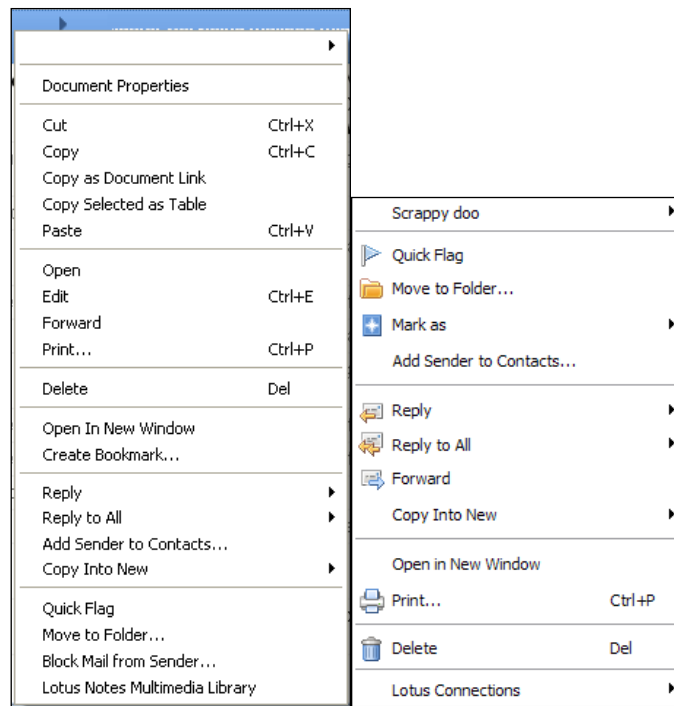 Document Properties
Cut Ctrl+X
Copy Ctrl+C
Copy as Document Link
Copy Selected as Table
Paste Ctrl+V
Open
Edit Ctrl+E
Forward
Print... Ctrl+P
Delete Del
Open In New Window
Create Bookmark...
Reply
Reply to All
Add Sender to Contacts...
Copy Into New
Quick Flag
Move to Folder...
Block Mail from Sender...
Lotus Notes Multimedia Library
Scrappy doo
Quick Flag
Move to Folder...
Mark as
Add Sender to Contacts...
Reply
Reply to All
Forward
Copy Into New
Open in New Window
Print... Ctrl+P
Delete Del
Lotus Connections